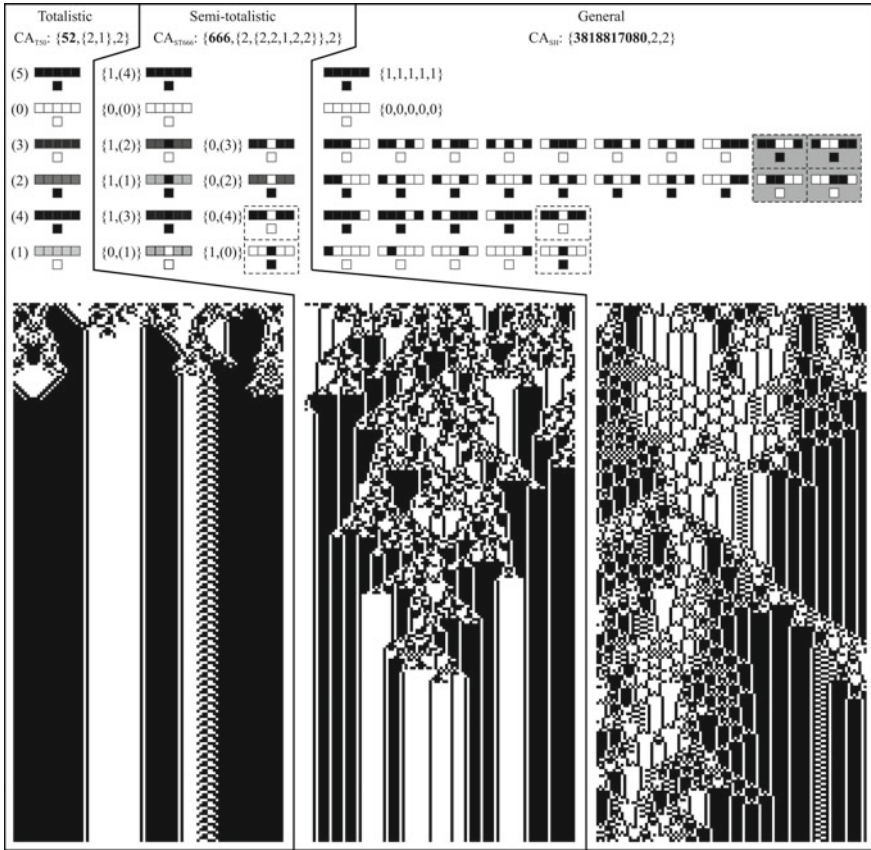 Totalistic
Semi-totalistic
General
CA_T50: {52,{2,1},2}
CA_ST666: {666,{2,{2,2,1,2,2}},2}
CA_SH: {3818817080,2,2}
(5) {1,(4)} {1,1,1,1,1}
(0) {0,(0)} {0,0,0,0,0}
(3) {1,(2)} {0,(3)}
(2) {1,(1)} {0,(2)}
(4) {1,(3)} {0,(4)}
(1) {0,(1)} {1,(0)}